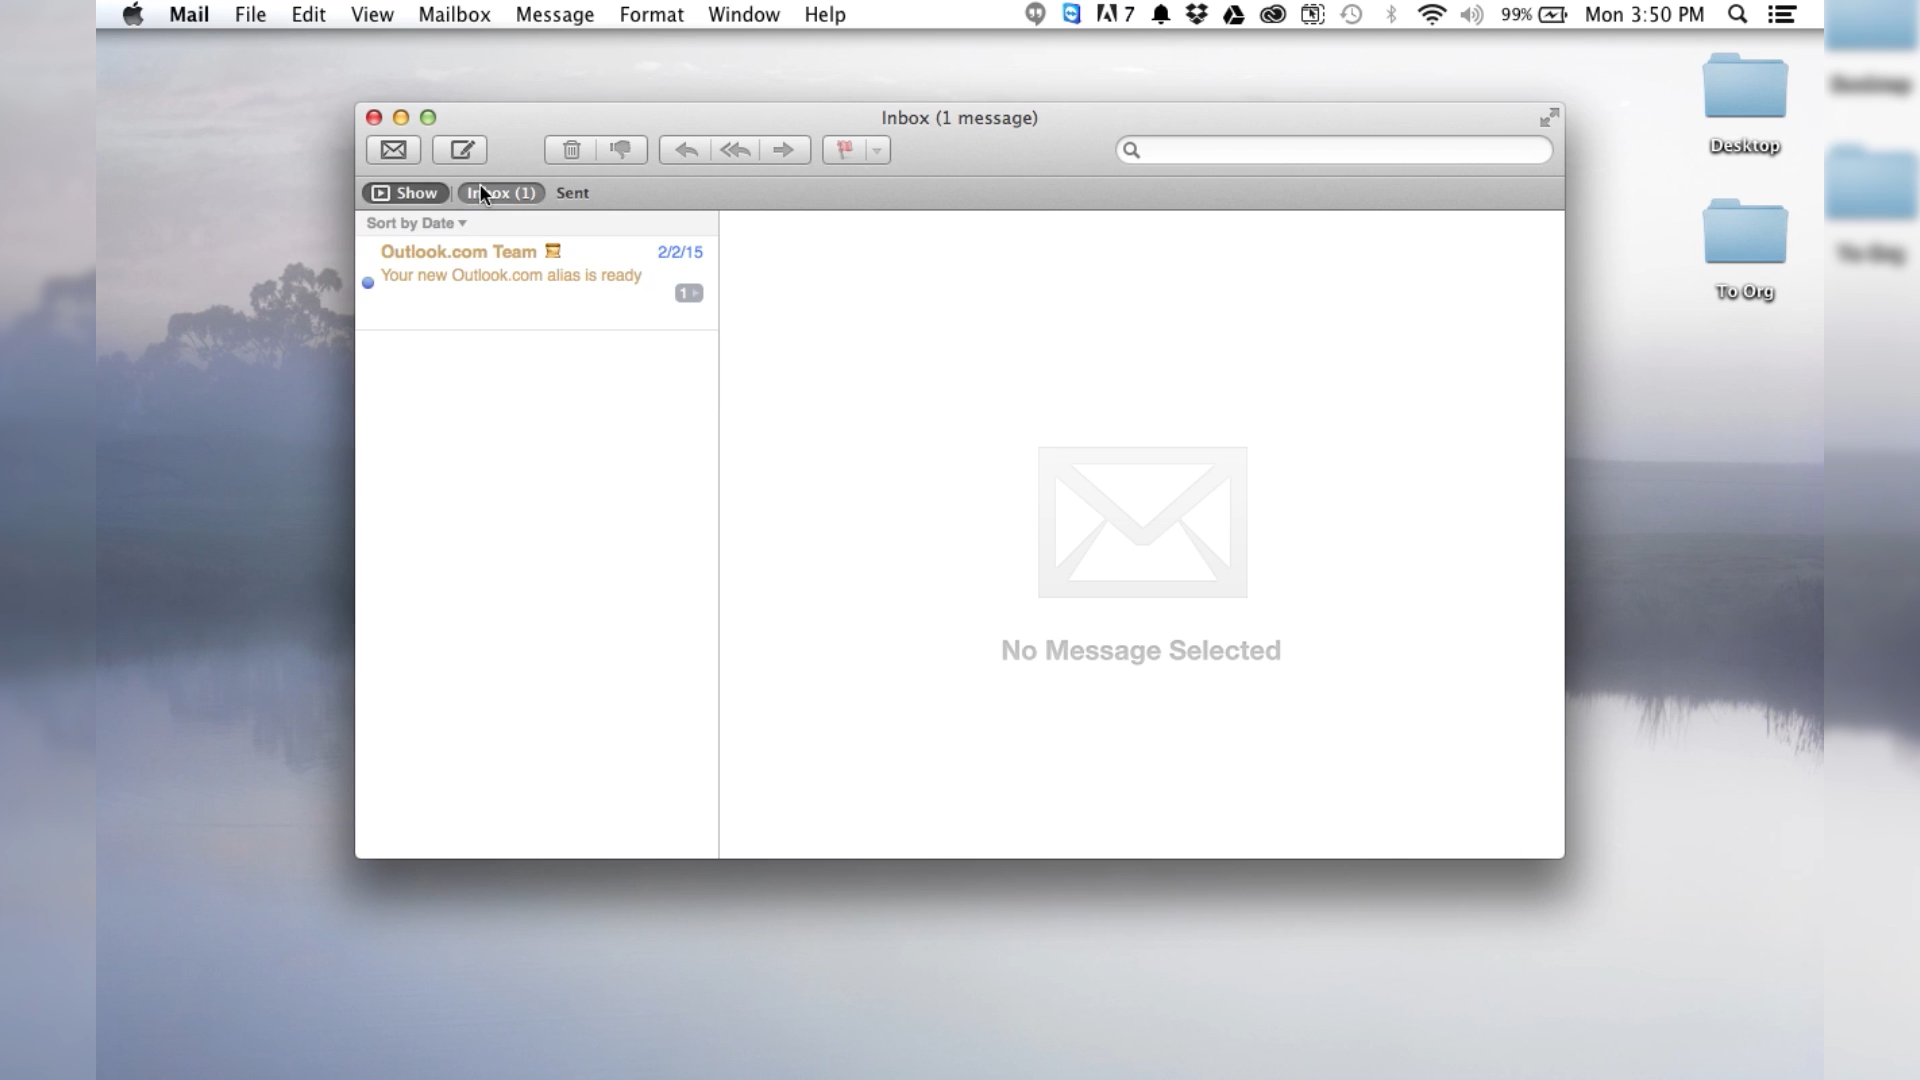 Mail File Edit View Mailbox Message Format Window Help 7 99% Mon 3:50 PM
Desktop
To Org
Inbox (1 message)
Show Inbox (1) Sent
Sort by Date
Outlook.com Team 2/2/15
Your new Outlook.com alias is ready
1
No Message Selected